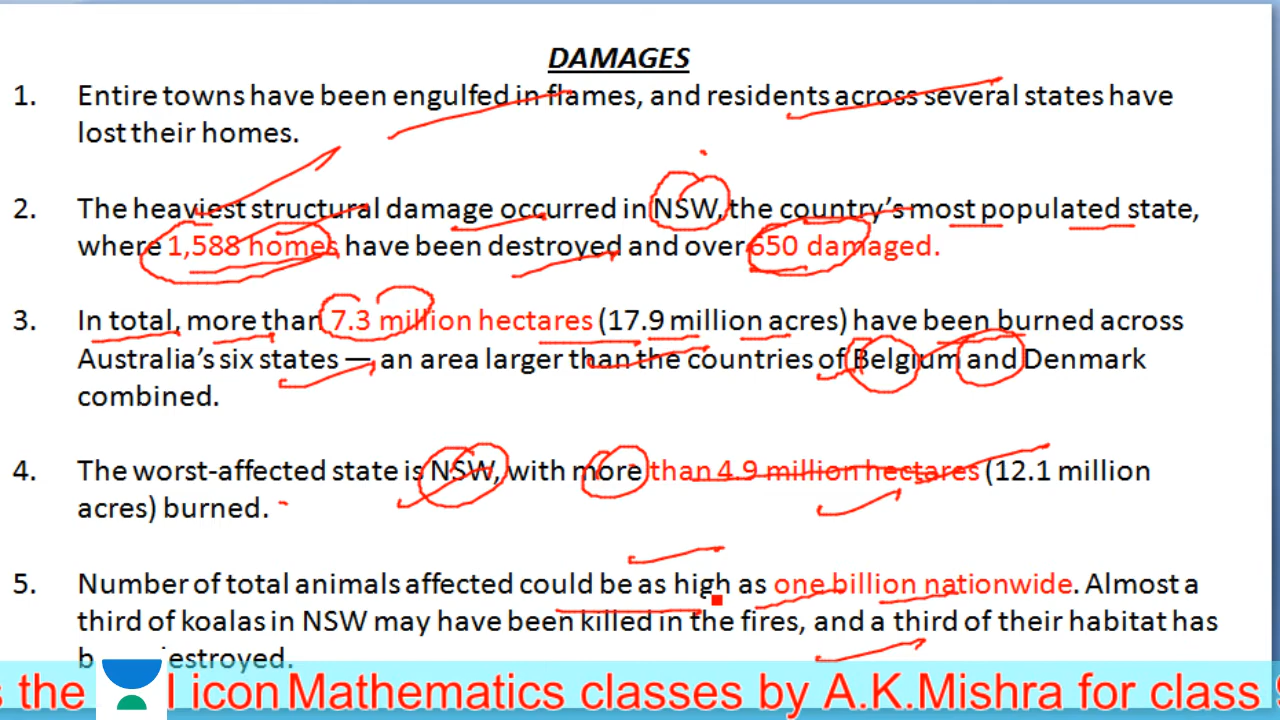 DAMAGES
1. Entire towns have been engulfed in flames, and residents across several states have
lost their homes.
2. The heaviest structural damage occurred in NSW, the country's most populated state,
where 1,588 homes have been destroyed and over 650 damaged.
3. In total, more than 7.3 million hectares (17.9 million acres) have been burned across
Australia's six states — an area larger than the countries of Belgium and Denmark
combined.
4. The worst-affected state is NSW, with more than 4.9 million hectares (12.1 million
acres) burned.
5. Number of total animals affected could be as high as one billion nationwide. Almost a
third of koalas in NSW may have been killed in the fires, and a third of their habitat has
destroyed.
the icon Mathematics classes by A.K.Mishra for class